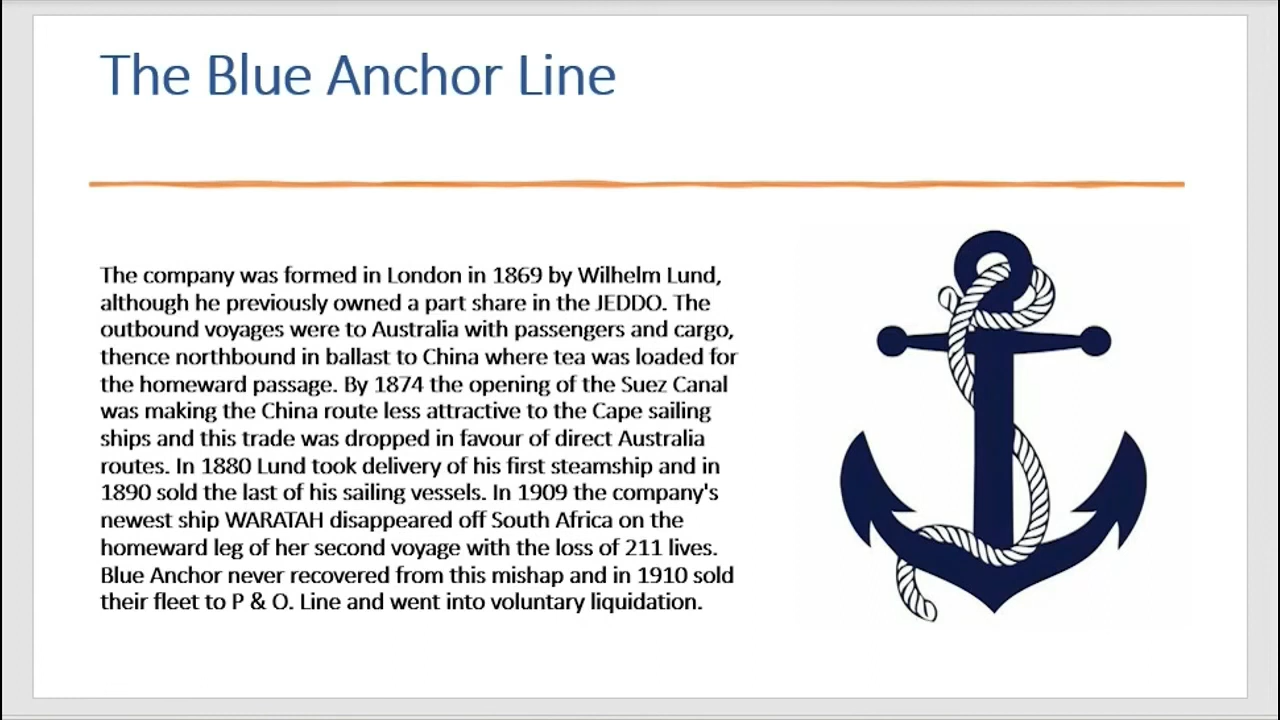 The Blue Anchor Line
The company was formed in London in 1869 by Wilhelm Lund,
although he previously owned a part share in the JEDDO. The
outbound voyages were to Australia with passengers and cargo,
thence northbound in ballast to China where tea was loaded for
the homeward passage. By 1874 the opening of the Suez Canal
was making the China route less attractive to the Cape sailing
ships and this trade was dropped in favour of direct Australia
routes. In 1880 Lund took delivery of his first steamship and in
1890 sold the last of his sailing vessels. In 1909 the company's
newest ship WARATAH disappeared off South Africa on the
homeward leg of her second voyage with the loss of 211 lives.
Blue Anchor never recovered from this mishap and in 1910 sold
their fleet to P & O. Line and went into voluntary liquidation.